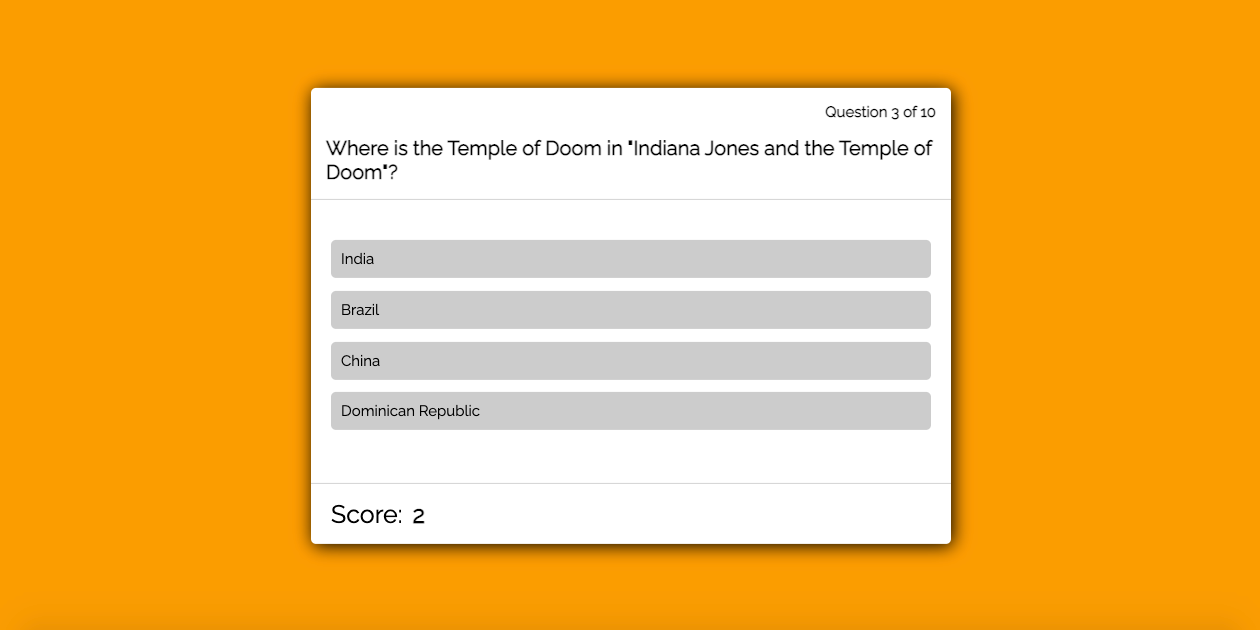 Question 3 of 10
Where is the Temple of Doom in "Indiana Jones and the Temple of
Doom"?
India
Brazil
China
Dominican Republic
Score: 2